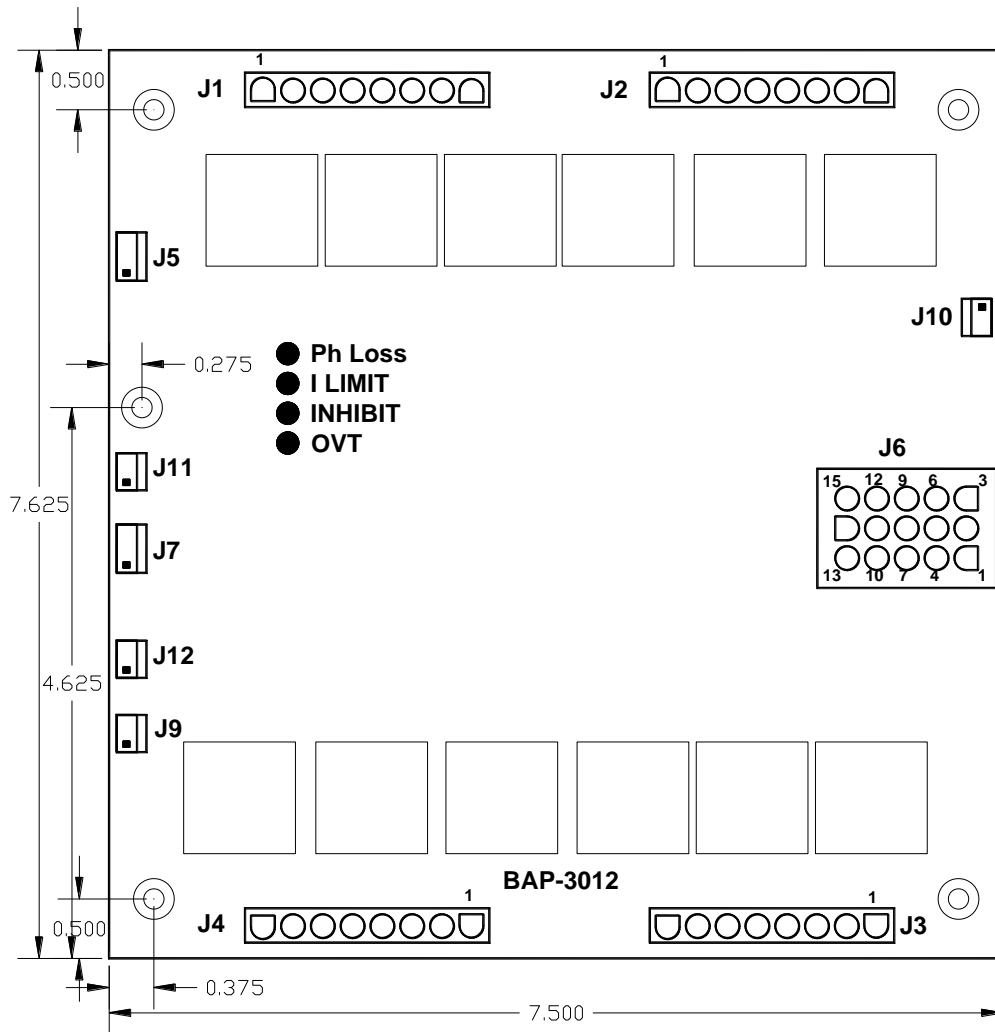 1
1
J1
J2
0.500
J5
J10
Ph Loss
0.275
I LIMIT
INHIBIT
OVT
J6
J11
15 12 9 6 3
7.625
J7
13 10 7 4 1
J12
4.625
J9
BAP-3012
1
1
J4
J3
0.500
0.375
7.500